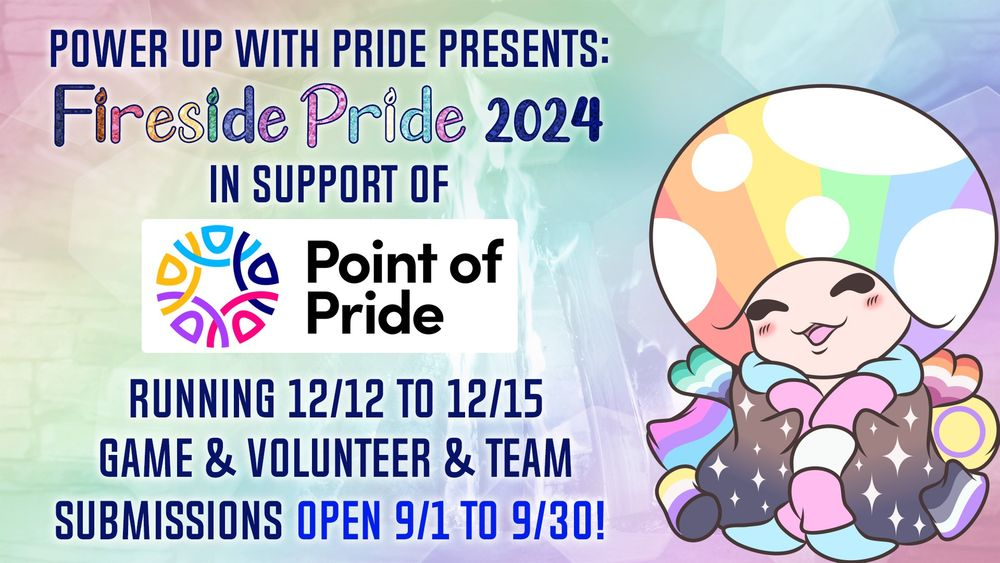 POWER UP WITH PRIDE PRESENTS:
Fireside Pride 2024
IN SUPPORT OF
Point of
Pride
RUNNING 12/12 TO 12/15
GAME & VOLUNTEER & TEAM
SUBMISSIONS OPEN 9/1 TO 9/30!